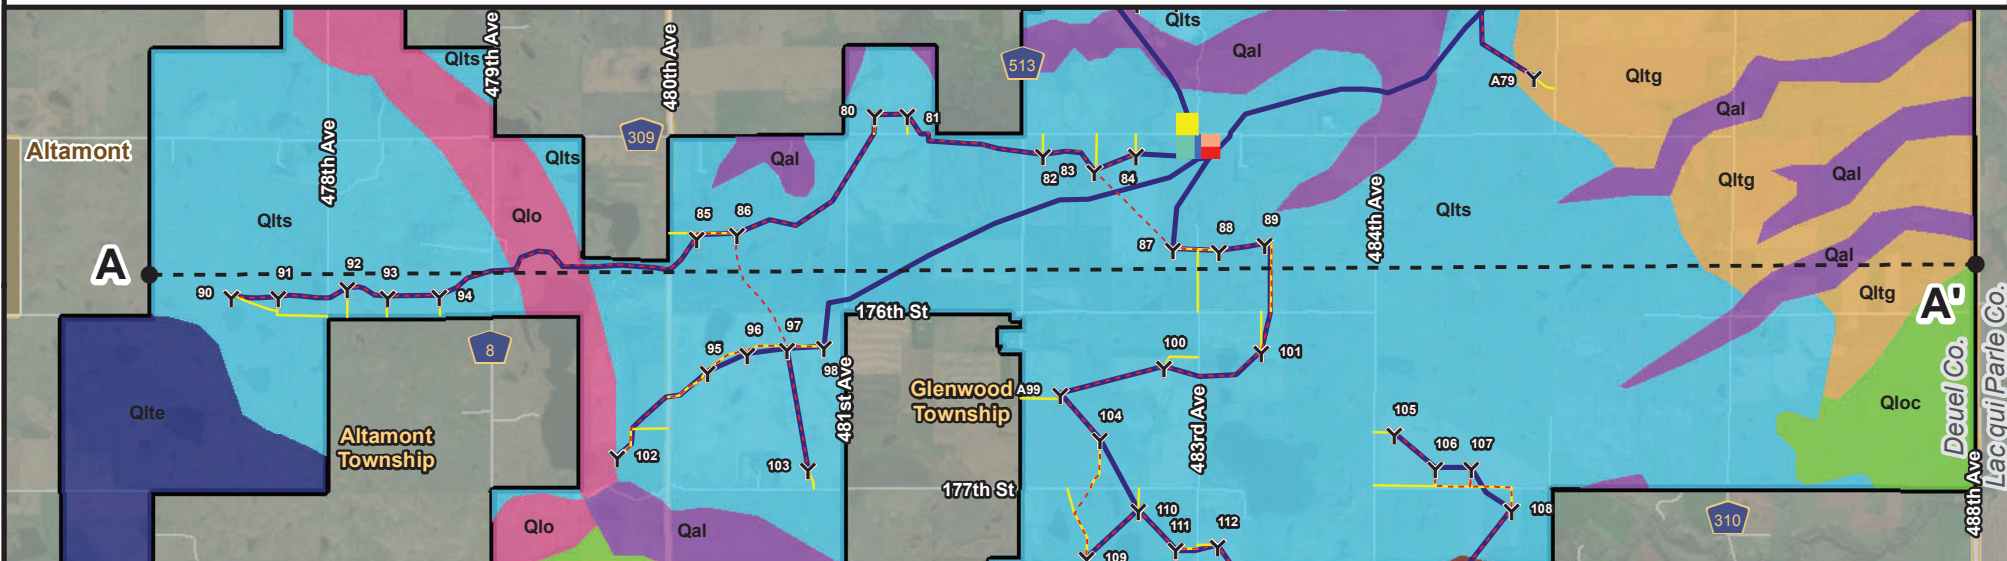 Qlts
Qal
513
Qlts
479th Ave
480th Ave
A79
Qltg
Qal
80
81
309
Altamont
478th Ave
Qlts
Qal
82
83
84
Qltg
Qal
484th Ave
Qlts
Qlts
Qlo
85
86
87
88
89
Qal
A
90
91
92
93
94
Qltg
A'
176th St
8
95
96
97
98
481st Ave
100
101
Glenwood
Township
A99
483rd Ave
Qlte
Altamont
Township
102
103
104
105
106
107
Qloc
Deuel Co.
Lacqui Parle Co.
488th Ave
177th St
108
310
Qlo
Qal
109
110
111
112